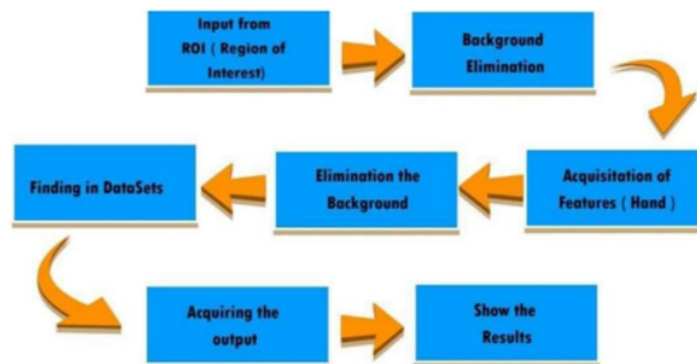 Input from
ROI ( Region of
Interest)
Background
Elimination
Acquisitation of
Features ( Hand )
Elimination the
Background
Finding in DataSets
Acquiring the
output
Show the
Results